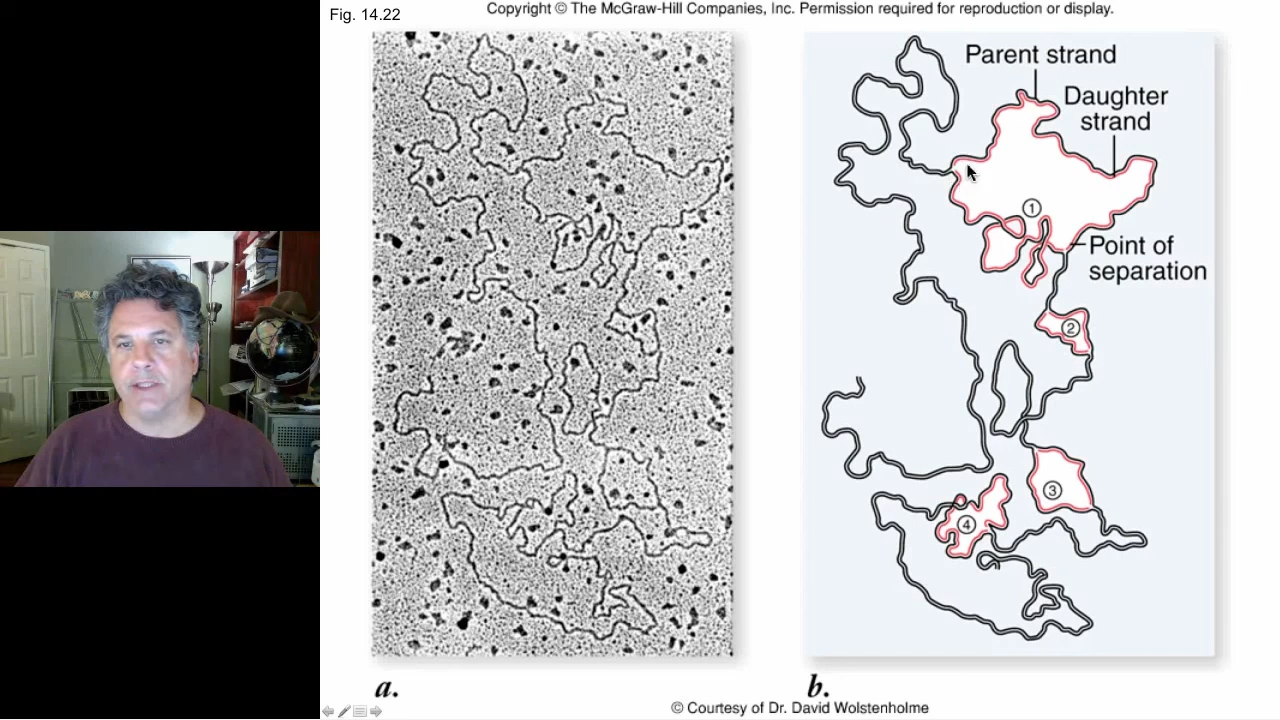 Fig. 14.22
Copyright © The McGraw-Hill Companies, Inc. Permission required for reproduction or display.
Parent strand
Daughter
strand
1
Point of
separation
2
3
4
a.
b.
© Courtesy of Dr. David Wolstenholme